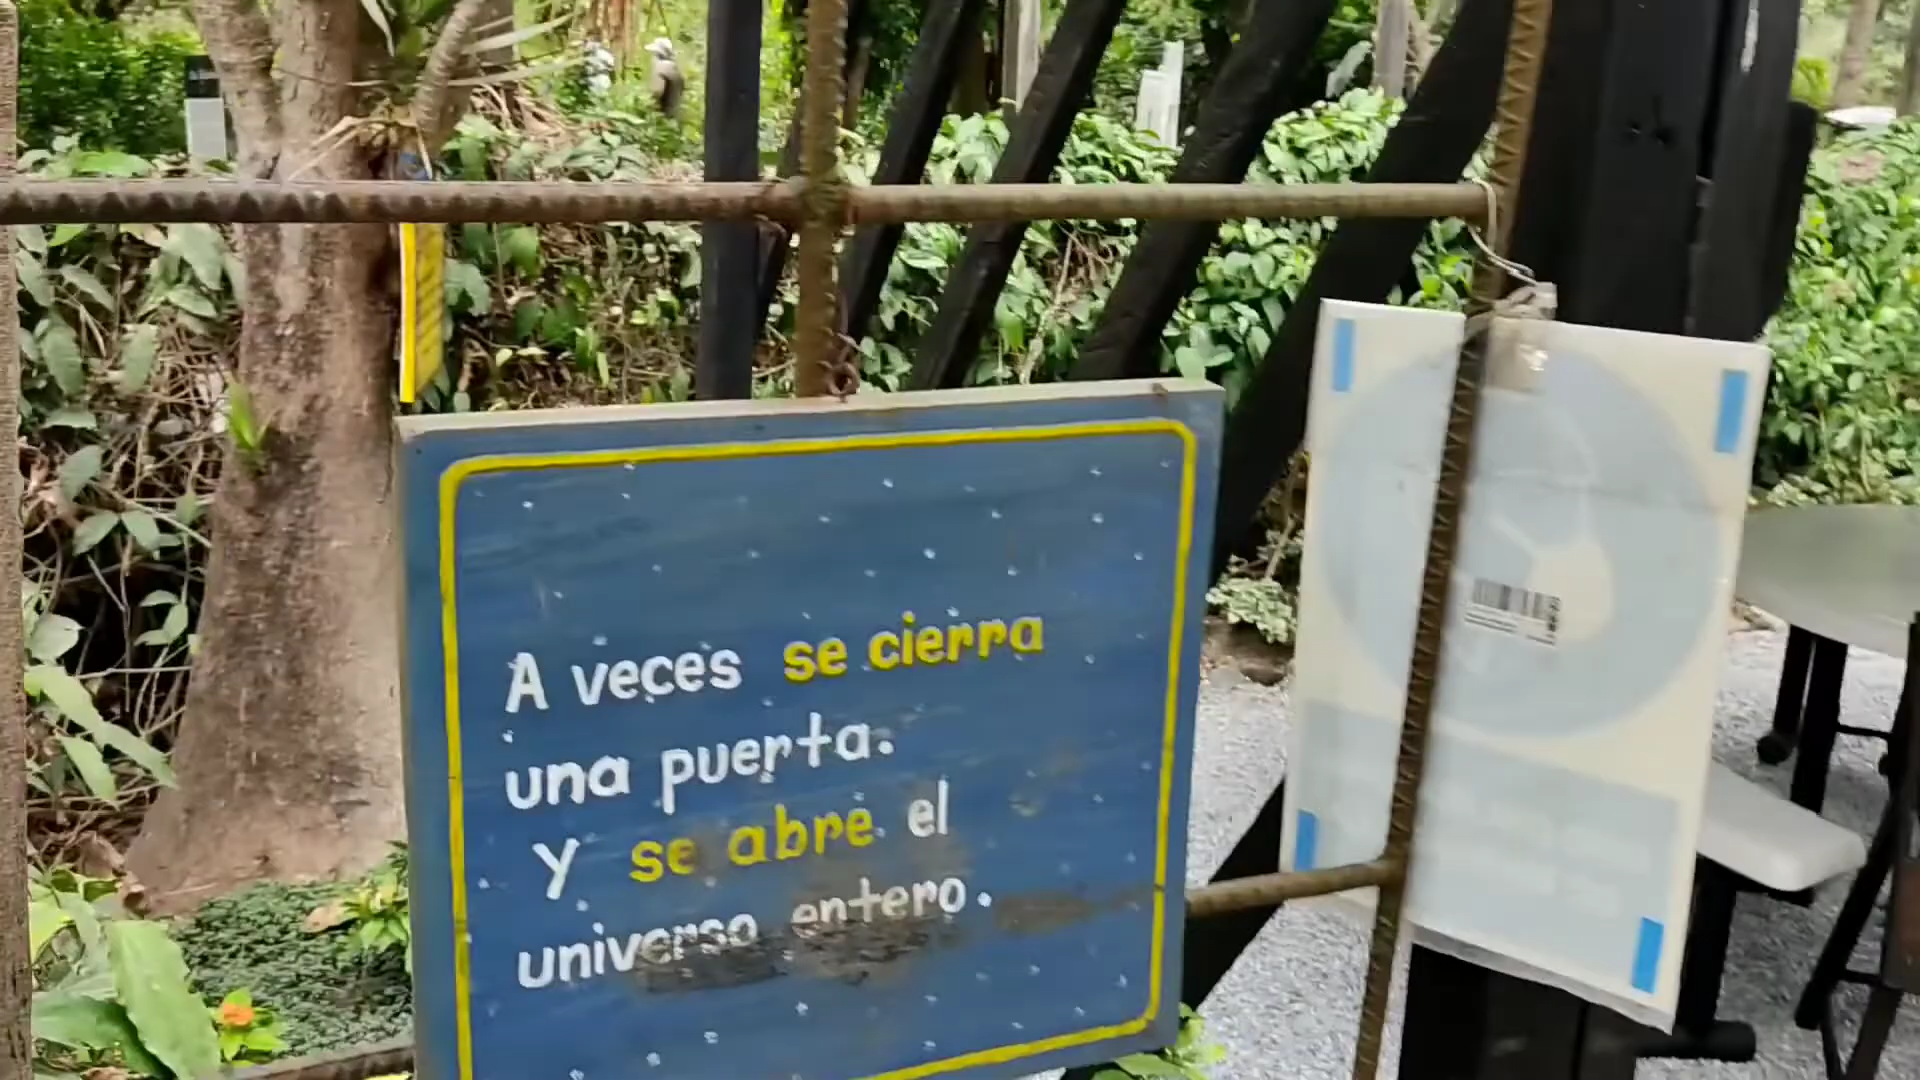 A veces se cierra
una puerta.
Y se abre el
universo entero.